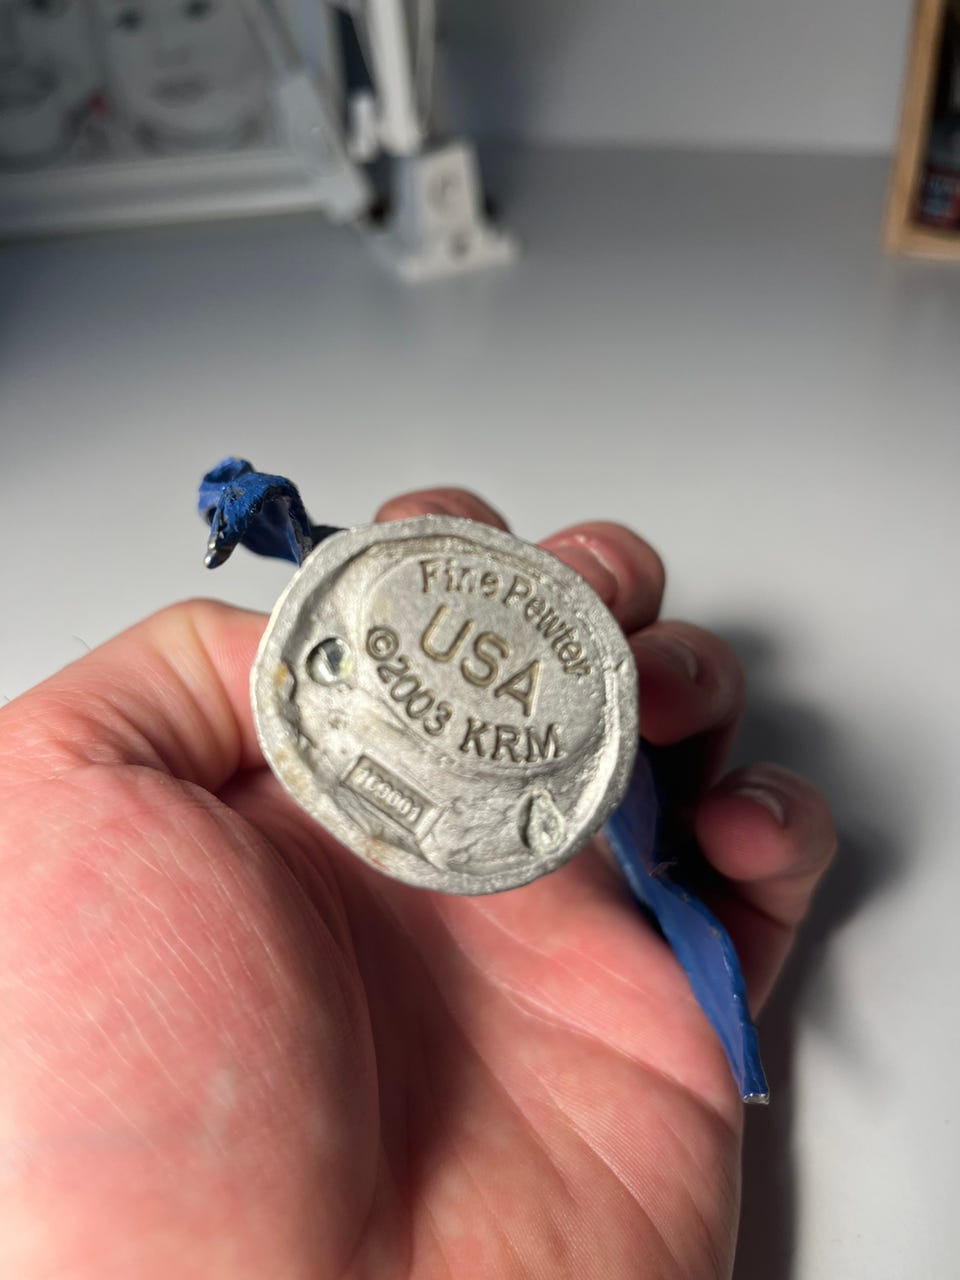 Fine Pewter
USA
©2003 KRM